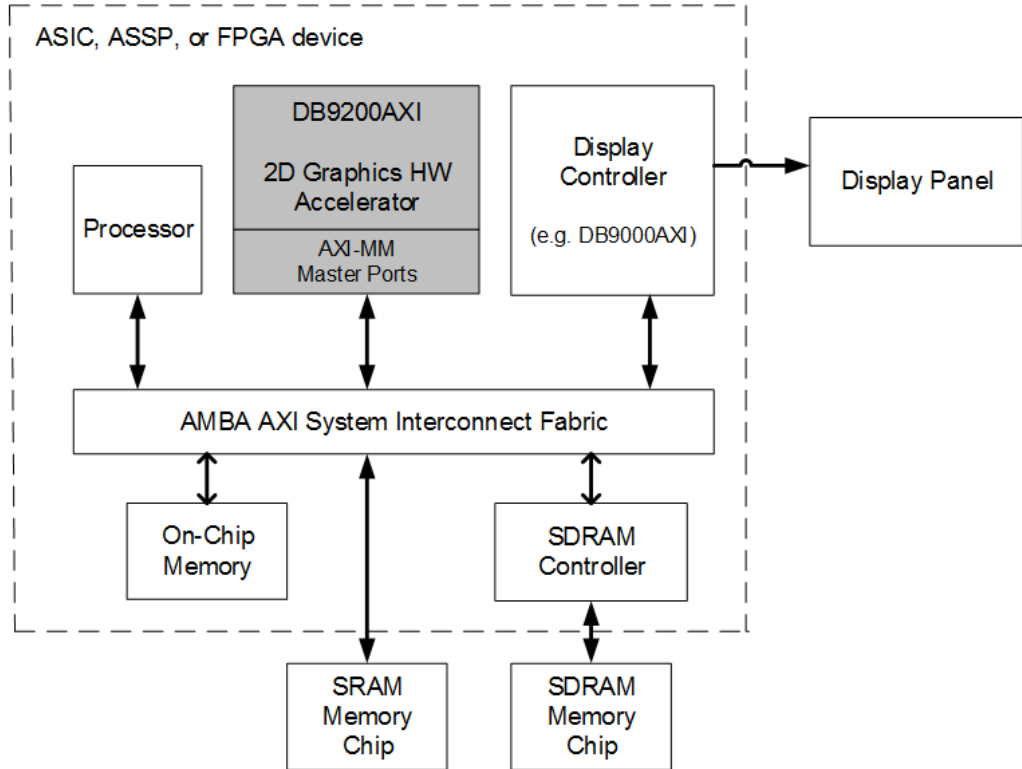 ASIC, ASSP, or FPGA device
DB9200AXI
2D Graphics HW
Accelerator
AXI-MM
Master Ports
Processor
Display
Controller
(e.g. DB9000AXI)
Display Panel
AMBA AXI System Interconnect Fabric
On-Chip
Memory
SDRAM
Controller
SRAM
Memory
Chip
SDRAM
Memory
Chip